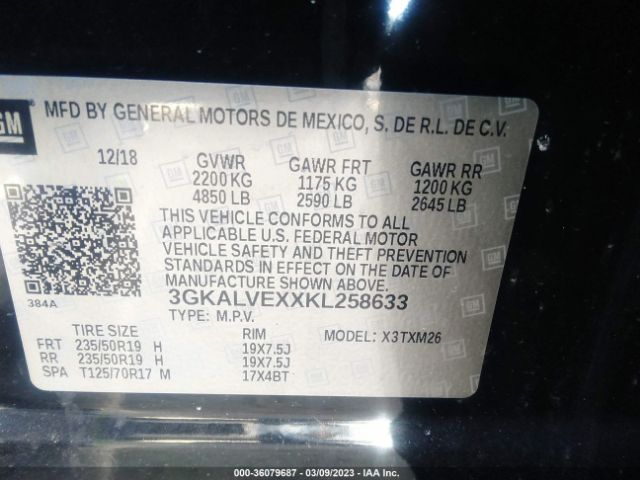 GM
MFD BY GENERAL MOTORS DE MEXICO, S. DE R.L. DE C.V.
12/18 GVWR GAWR FRT GAWR RR
2200 KG 1175 KG 1200 KG
4850 LB 2590 LB 2645 LB
THIS VEHICLE CONFORMS TO ALL
APPLICABLE U.S. FEDERAL MOTOR
VEHICLE SAFETY AND THEFT PREVENTION
STANDARDS IN EFFECT ON THE DATE OF
MANUFACTURE SHOWN ABOVE.
384A
3GKALVEXXKL258633
TYPE: M.P.V. MODEL: X3TXM26
TIRE SIZE RIM
FRT 235/50R19 H 19X7.5J
RR 235/50R19 H 19X7.5J
SPA T125/70R17 M 17X4BT
000-36079687 - 03/09/2023 - IAA Inc.